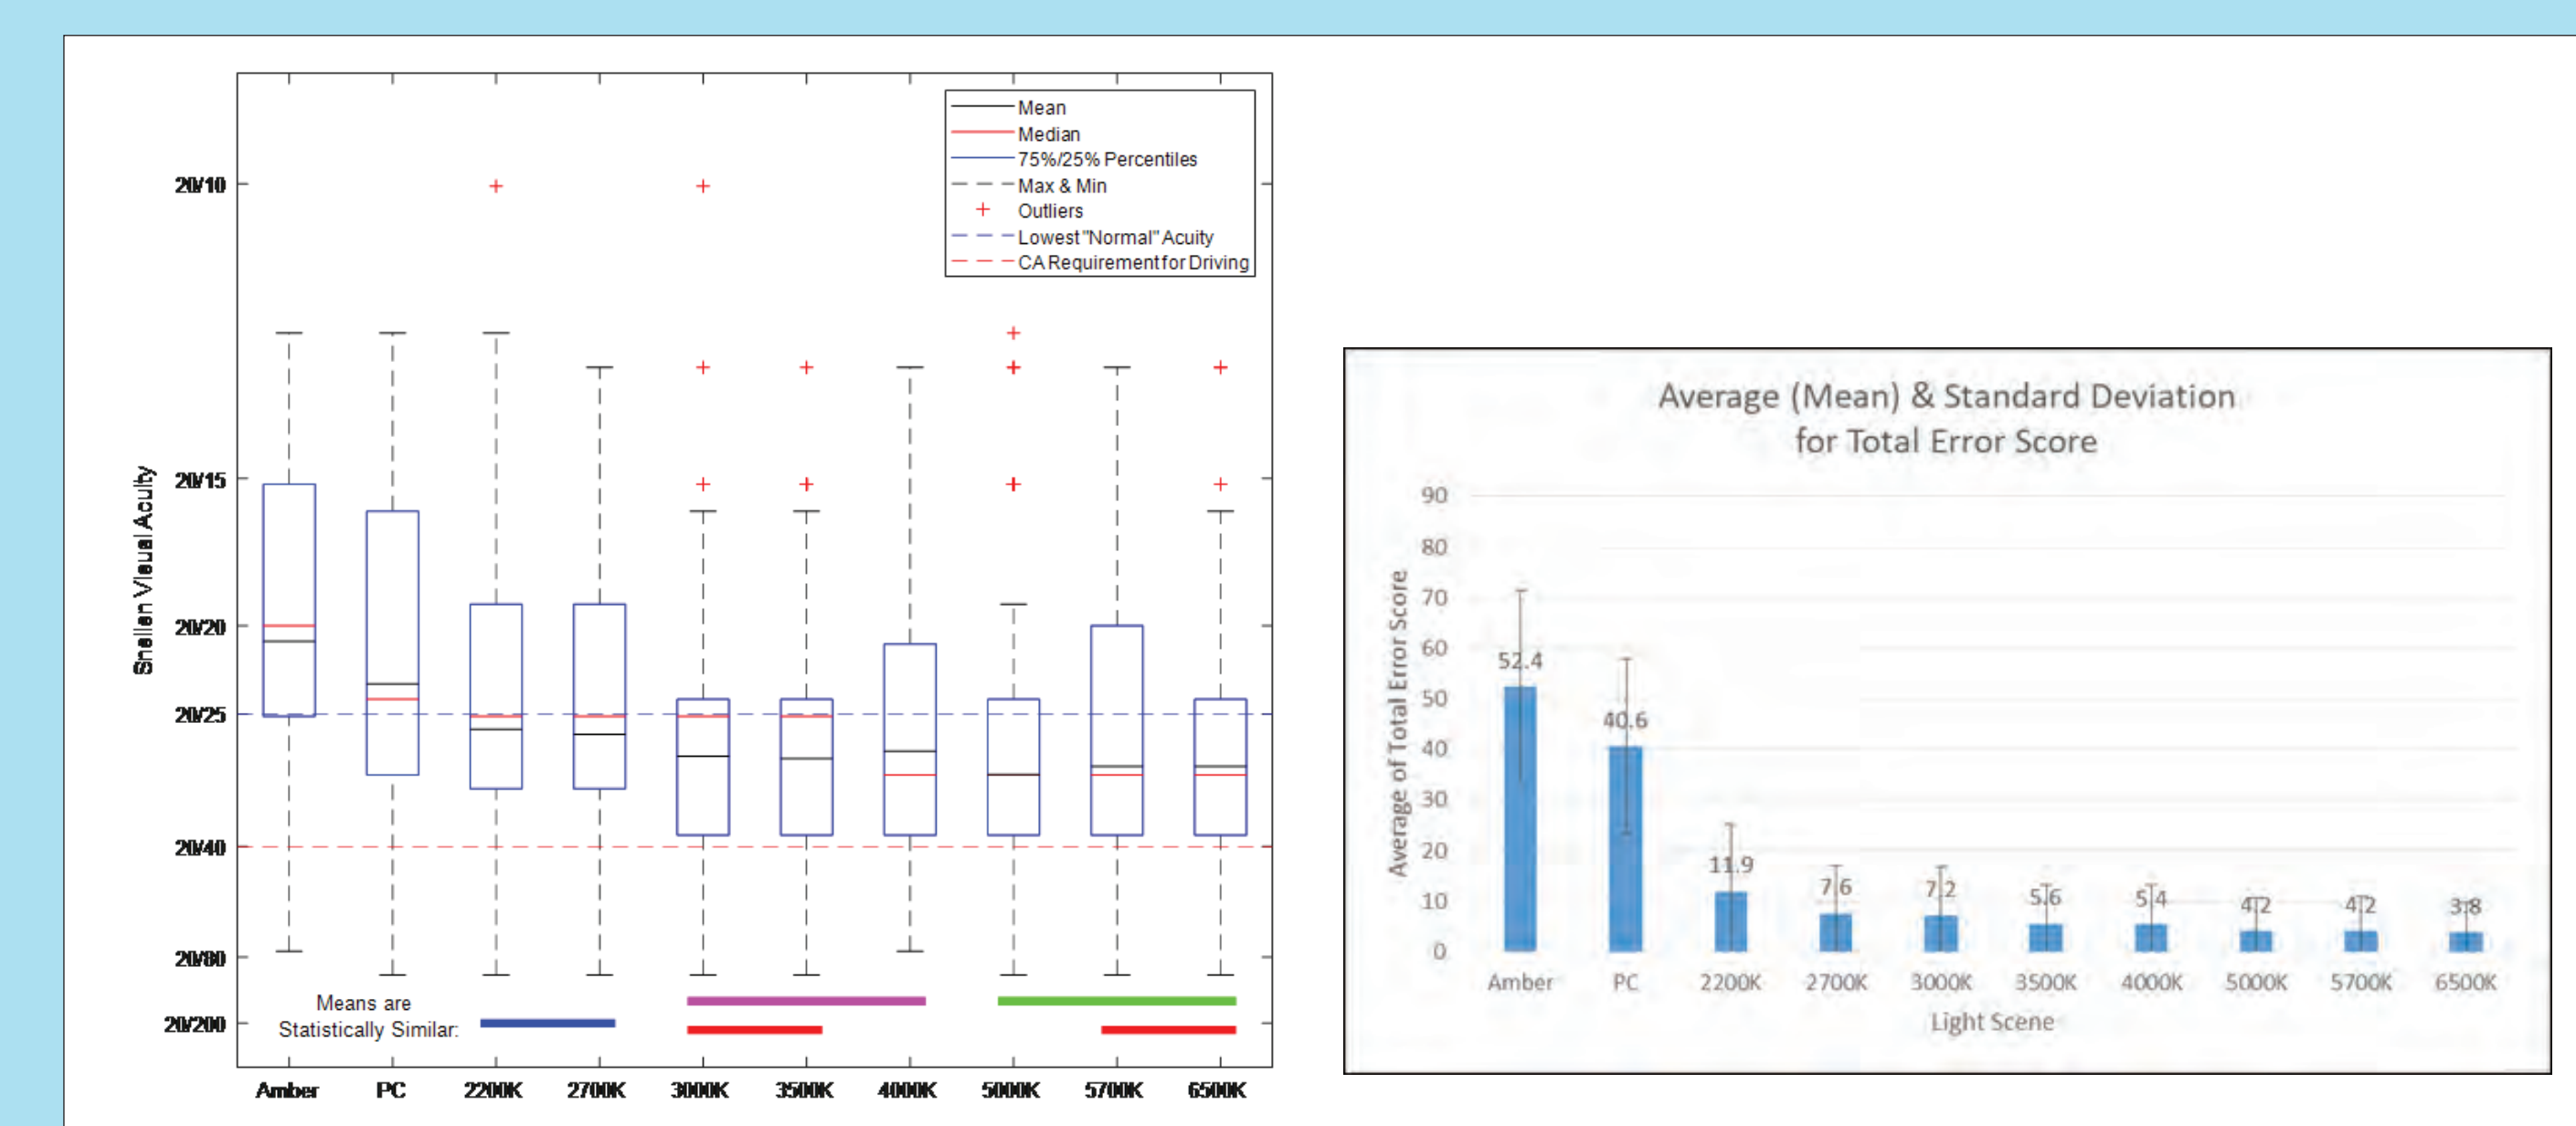 Mean
Median
75%/25% Percentiles
Max & Min
Outliers
Lowest "Normal" Acuity
CA Requirement for Driving
20/10
20/15
20/20
20/25
20/40
20/80
20/200
Snellen Visual Acuity
Means are
Statistically Similar:
Amber PC 2200K 2700K 3000K 3500K 4000K 5000K 5700K 6500K
Average (Mean) & Standard Deviation
for Total Error Score
Average of Total Error Score
90
80
70
60
50
40
30
20
10
0
52.4
40.6
11.9
7.6
7.2
5.6
5.4
4.2
4.2
3.8
Amber PC 2200K 2700K 3000K 3500K 4000K 5000K 5700K 6500K
Light Scene